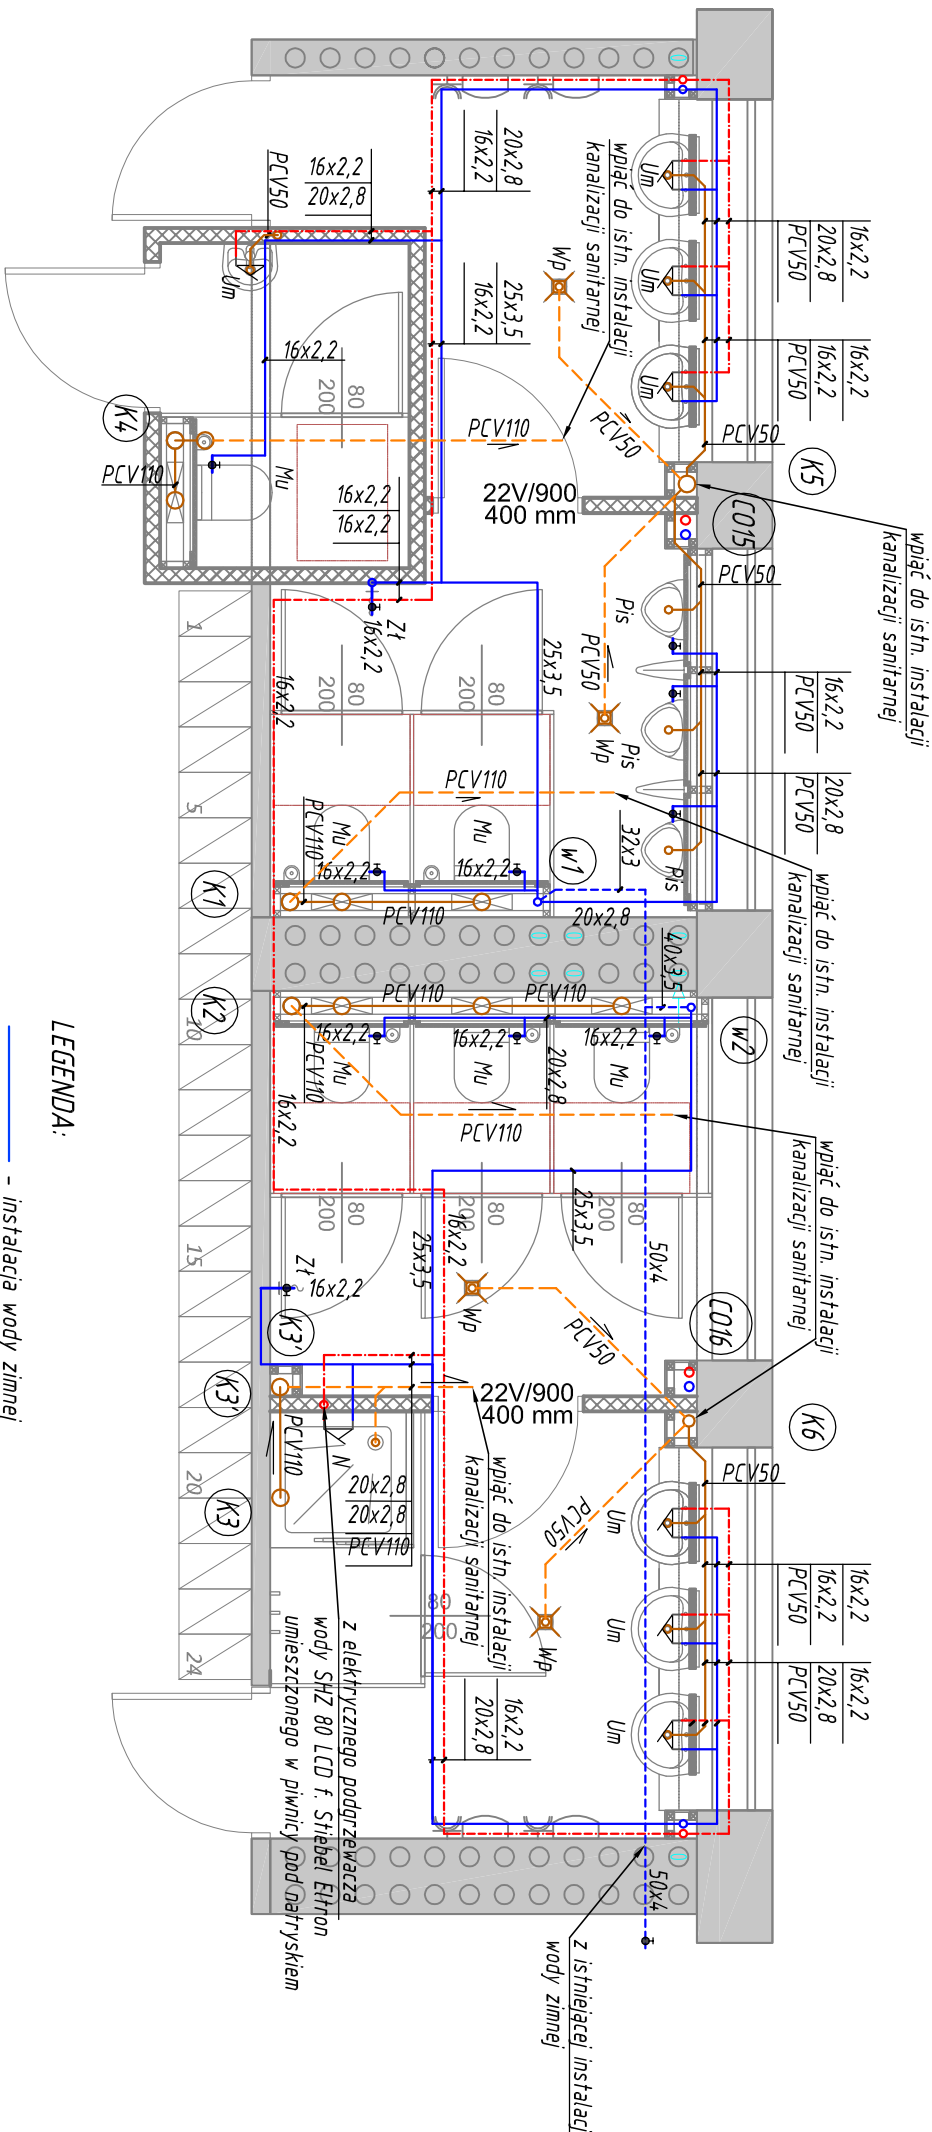 16x2,2
20x2,8
PCV50
16x2,2
16x2,2
PCV50
PCV50
K5
wpiąć do istn. instalacji
kanalizacji sanitarnej
CO15
PCV50
16x2,2
PCV50
20x2,8
PCV50
wpiąć do istn. instalacji
kanalizacji sanitarnej
W2
wpiąć do istn. instalacji
kanalizacji sanitarnej
CO16
K6
PCV50
16x2,2
16x2,2
PCV50
16x2,2
20x2,8
PCV50
Um
Um
Um
wpiąć do istn. instalacji
kanalizacji sanitarnej
20x2,8
16x2,2
Wp
PCV50
25x3,5
16x2,2
PCV110
22V/900
400 mm
16x2,2
20x2,8
PCV50
Um
16x2,2
80
200
K4
PCV110
Mu
16x2,2
16x2,2
Zł
16x2,2
25x3,5
PCV50
Wp
Pis
Pis
Pis
80
200
80
200
16x2,2
PCV110
PCV110
Mu
Mu
16x2,2
16x2,2
W1
32x3
20x2,8
40x3,5
K1
PCV110
K2
PCV110
PCV110
16x2,2
16x2,2
16x2,2
PCV110
Mu
Mu
Mu
20x2,8
16x2,2
PCV110
25x3,5
80
200
80
200
80
200
50x4
16x2,2
25x3,5
Wp
PCV50
Zł
16x2,2
K3'
K3'
PCV110
K3
N
22V/900
400 mm
20x2,8
20x2,8
PCV110
wpiąć do istn. instalacji
kanalizacji sanitarnej
PCV50
Wp
Um
Um
Um
80
200
16x2,2
20x2,8
z elektrycznego podgrzewacza
wody SHZ 80 LCD f. Stiebel Eltron
umieszczonego w piwnicy pod natryskiem
50x4
z istniejącej instalacji
wody zimnej
1
5
10
15
20
24
LEGENDA:
- instalacja wody zimnej